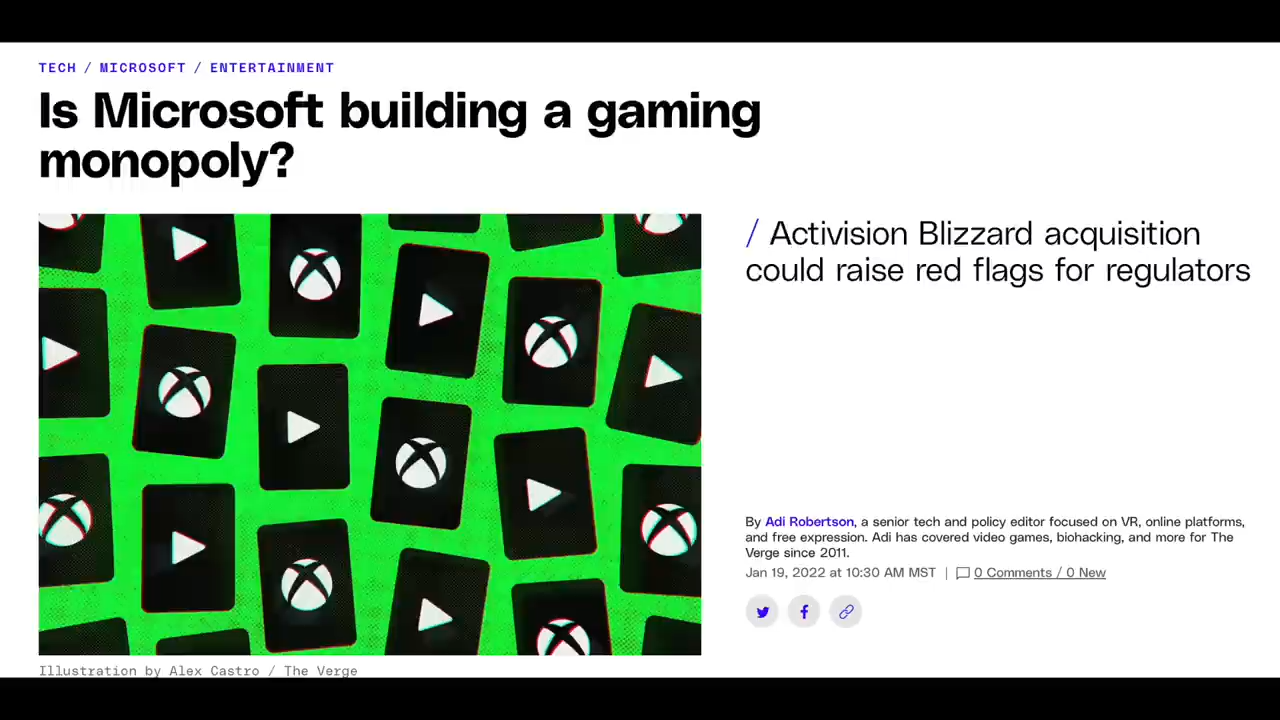 TECH / MICROSOFT / ENTERTAINMENT
Is Microsoft building a gaming
monopoly?
/ Activision Blizzard acquisition
could raise red flags for regulators
By Adi Robertson, a senior tech and policy editor focused on VR, online platforms,
and free expression. Adi has covered video games, biohacking, and more for The
Verge since 2011.
Jan 19, 2022 at 10:30 AM MST | 0 Comments / 0 New
Illustration by Alex Castro / The Verge